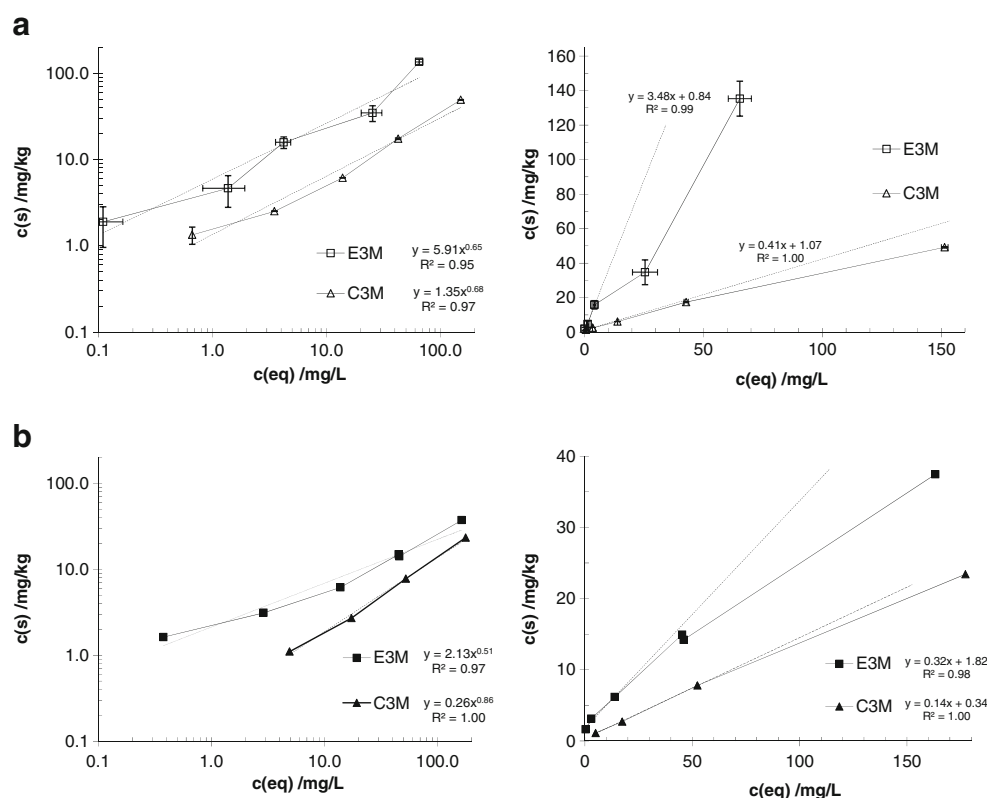 a
c(s) /mg/kg
100.0
10.0
1.0
0.1
0.1
1.0
10.0
100.0
c(eq) /mg/L
E3M
y = 5.91x^0.65
R² = 0.95
C3M
y = 1.35x^0.68
R² = 0.97
c(s) /mg/kg
160
140
120
100
80
60
40
20
0
0
50
100
150
c(eq) /mg/L
y = 3.48x + 0.84
R² = 0.99
E3M
C3M
y = 0.41x + 1.07
R² = 1.00
b
c(s) /mg/kg
100.0
10.0
1.0
0.1
0.1
1.0
10.0
100.0
c(eq) /mg/L
E3M
y = 2.13x^0.51
R² = 0.97
C3M
y = 0.26x^0.86
R² = 1.00
c(s) /mg/kg
40
30
20
10
0
0
50
100
150
c(eq) /mg/L
E3M
y = 0.32x + 1.82
R² = 0.98
C3M
y = 0.14x + 0.34
R² = 1.00